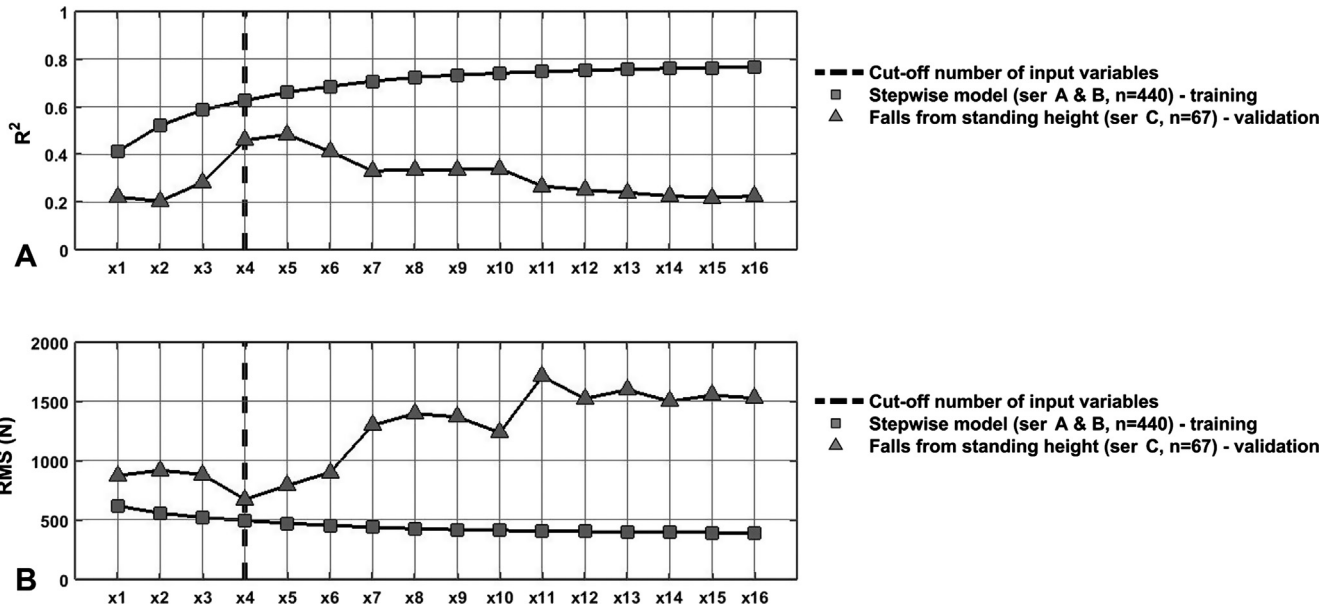 1
0.8
0.6
0.4
0.2
0
R²
A
x1 x2 x3 x4 x5 x6 x7 x8 x9 x10 x11 x12 x13 x14 x15 x16
Cut-off number of input variables
Stepwise model (ser A & B, n=440) - training
Falls from standing height (ser C, n=67) - validation
2000
1500
1000
500
0
RMS (N)
B
x1 x2 x3 x4 x5 x6 x7 x8 x9 x10 x11 x12 x13 x14 x15 x16
Cut-off number of input variables
Stepwise model (ser A & B, n=440) - training
Falls from standing height (ser C, n=67) - validation